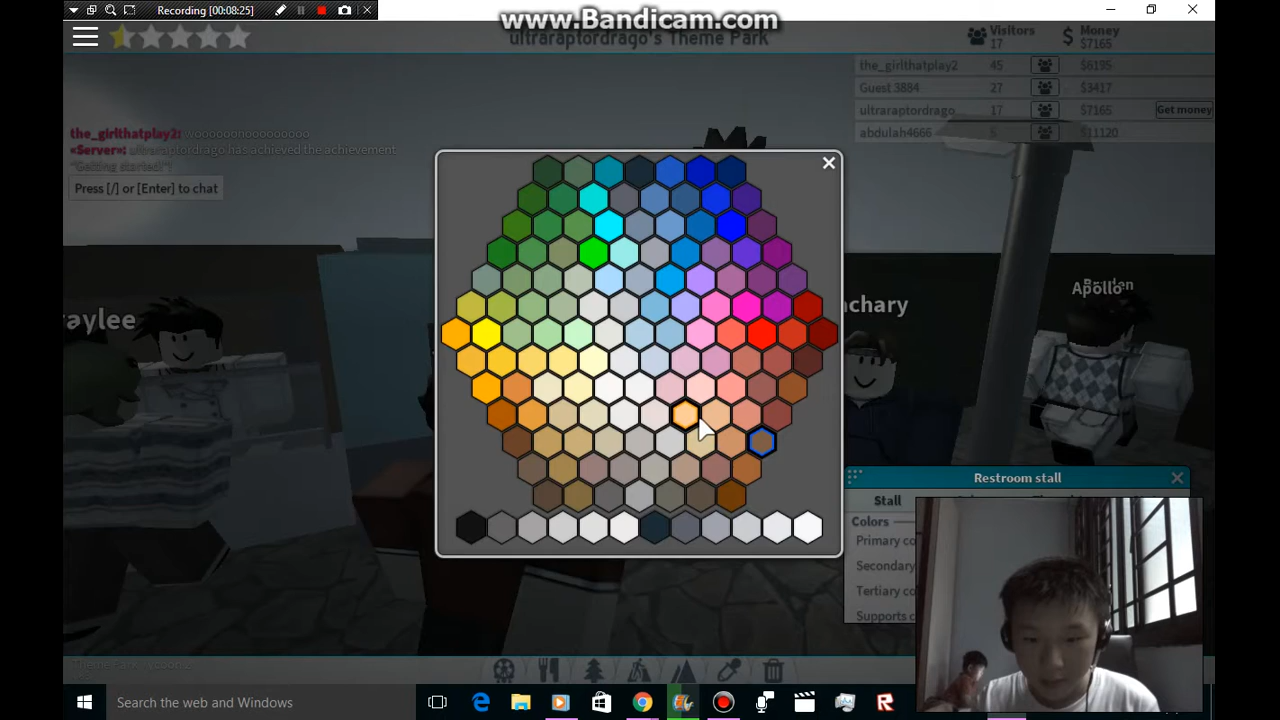 Recording [00:08:25]
www.Bandicam.com
ultraraptordrago's Theme Park
Visitors
17
Money
$7165
the_girlthatplay2 45 $6195
Guest 3884 27 $3417
ultraraptordrago 17 $7165 Get money
abdulah4666 $11120
the_girlthatplay2:
«Server»: ultraraptordrago has achieved the achievement
"Getting started!"!
Press [/] or [Enter] to chat
raylee
achary
Apollo
Restroom stall
Stall
Colors
Primary co
Secondary
Tertiary co
Supports c
Search the web and Windows